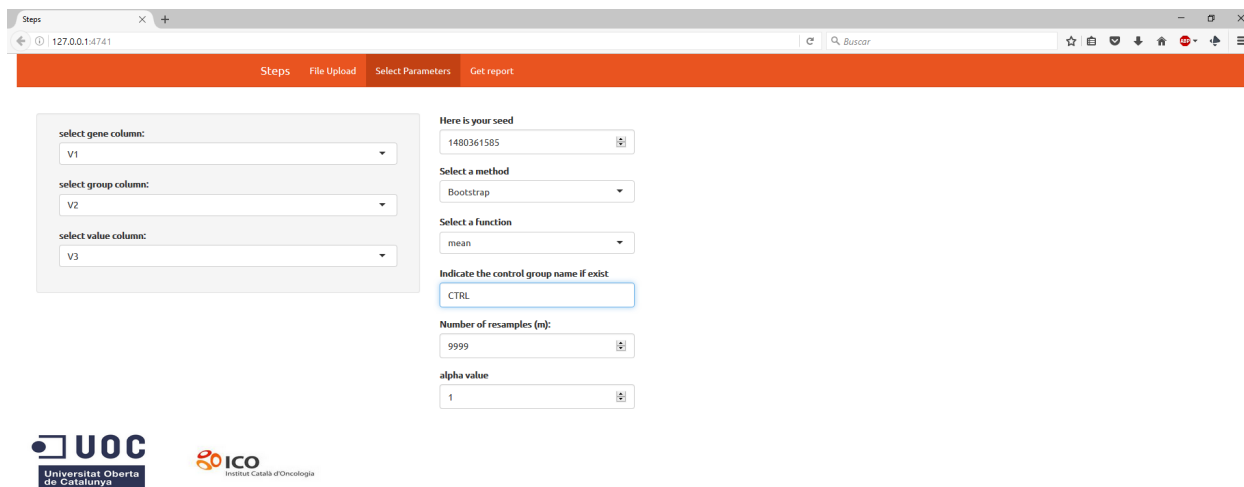 Steps
127.0.0.1:4741
Buscar
ABP
Steps File Upload Select Parameters Get report
select gene column:
V1
select group column:
V2
select value column:
V3
Here is your seed
1480361585
Select a method
Bootstrap
Select a function
mean
Indicate the control group name if exist
CTRL
Number of resamples (m):
9999
alpha value
1
UOC
Universitat Oberta
de Catalunya
ICO
Institut Català d'Oncologia